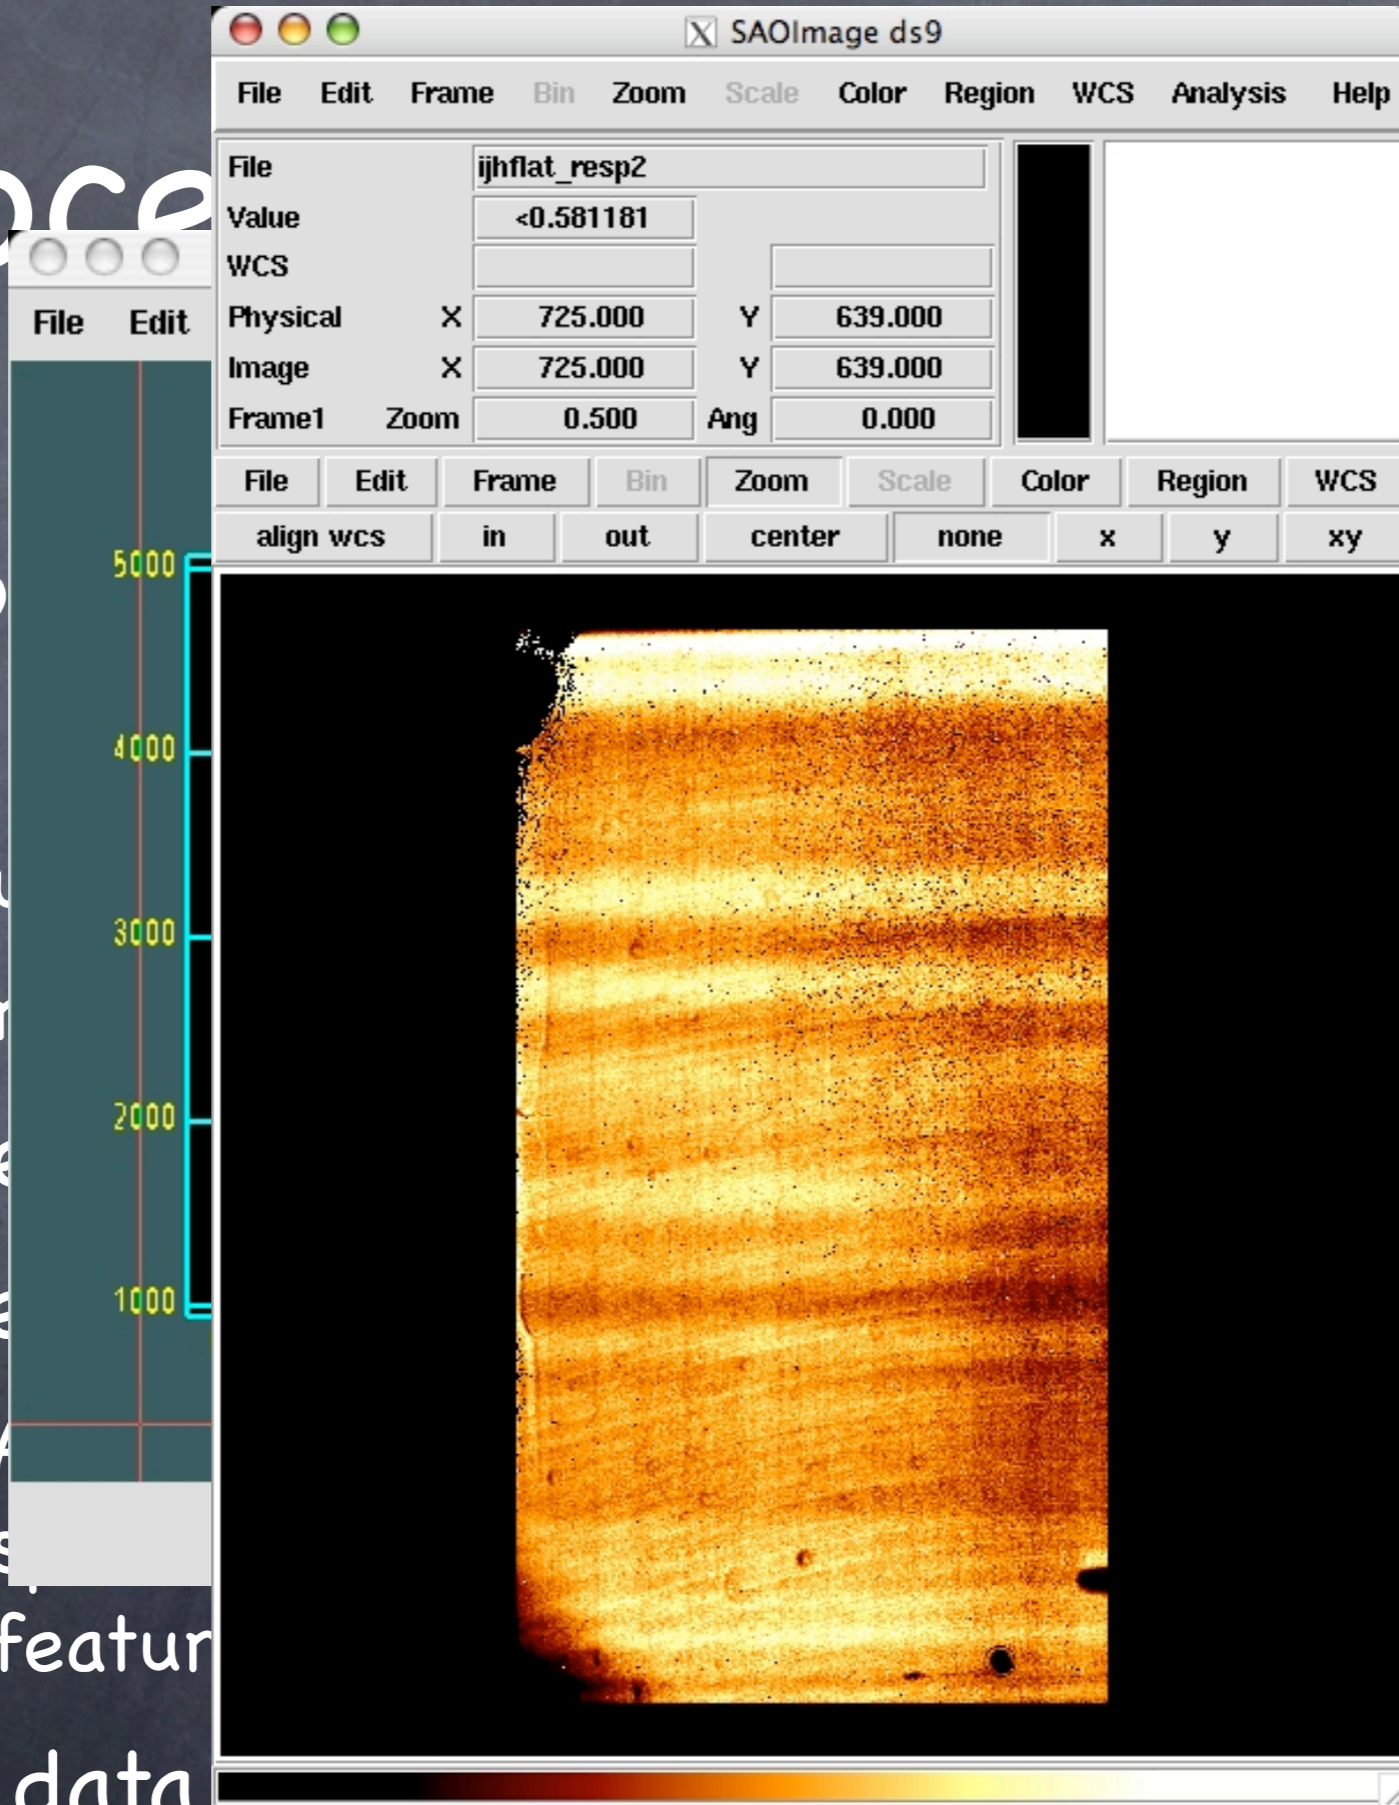 SAOImage ds9
File Edit Frame Bin Zoom Scale Color Region WCS Analysis Help
File ijhflat_resp2
Value <0.581181
WCS
Physical X 725.000 Y 639.000
Image X 725.000 Y 639.000
Frame1 Zoom 0.500 Ang 0.000
File Edit Frame Bin Zoom Scale Color Region WCS
align wcs in out center none x y xy
File Edit
5000
4000
3000
2000
1000
featur
data